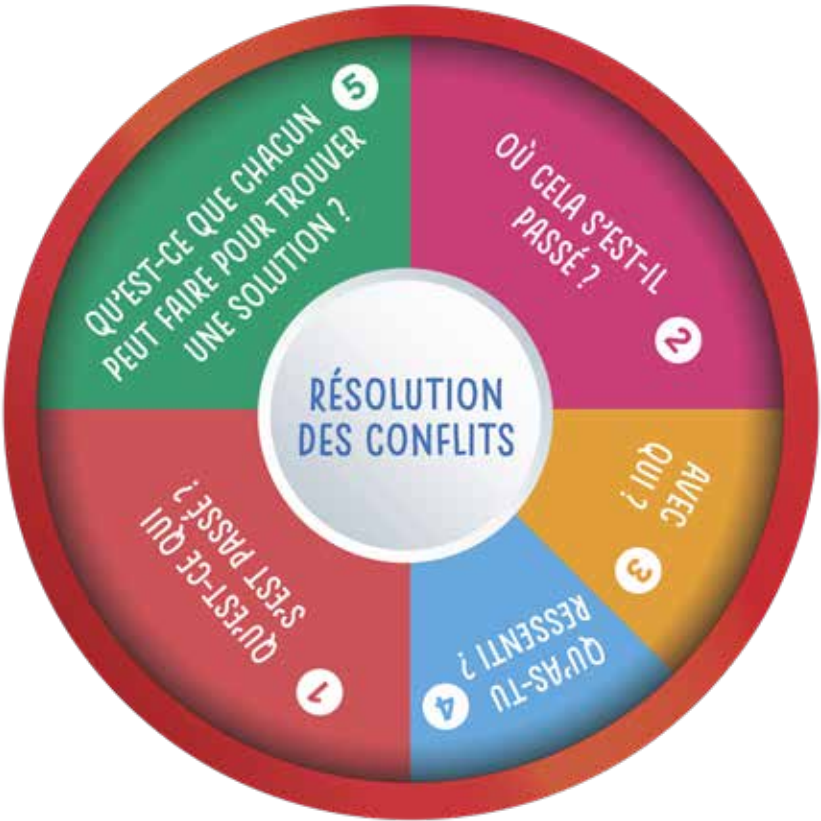 RÉSOLUTION
DES CONFLITS
1
QU'EST-CE QUI
S'EST PASSÉ ?
2
OÙ CELA S'EST-IL
PASSÉ ?
3
AVEC
QUI ?
4
QU'AS-TU
RESSENTI ?
5
QU'EST-CE QUE CHACUN
PEUT FAIRE POUR TROUVER
UNE SOLUTION ?